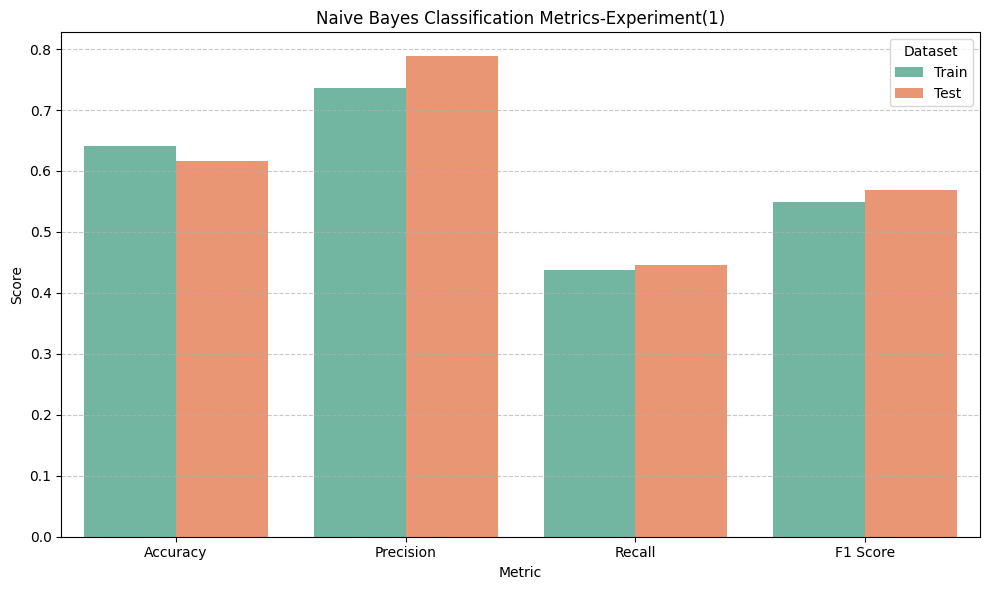 Naive Bayes Classification Metrics-Experiment(1)
Dataset
Train
Test
Score
0.8
0.7
0.6
0.5
0.4
0.3
0.2
0.1
0.0
Accuracy
Precision
Recall
F1 Score
Metric